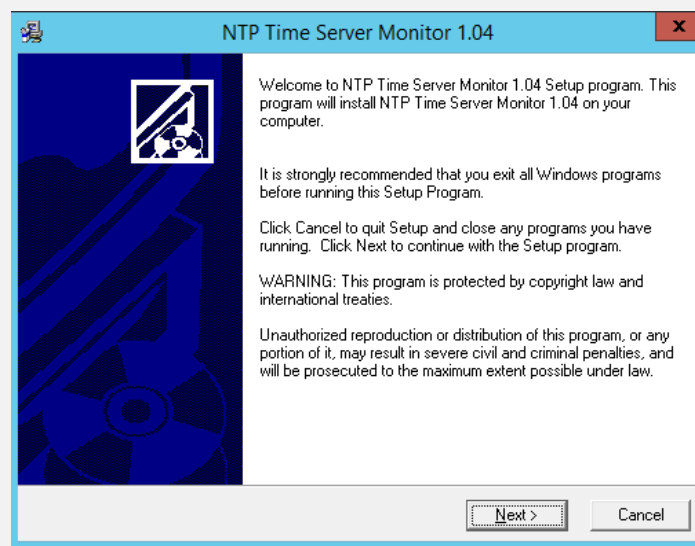 NTP Time Server Monitor 1.04
x
Welcome to NTP Time Server Monitor 1.04 Setup program. This
program will install NTP Time Server Monitor 1.04 on your
computer.
It is strongly recommended that you exit all Windows programs
before running this Setup Program.
Click Cancel to quit Setup and close any programs you have
running. Click Next to continue with the Setup program.
WARNING: This program is protected by copyright law and
international treaties.
Unauthorized reproduction or distribution of this program, or any
portion of it, may result in severe civil and criminal penalties, and
will be prosecuted to the maximum extent possible under law.
Next > Cancel